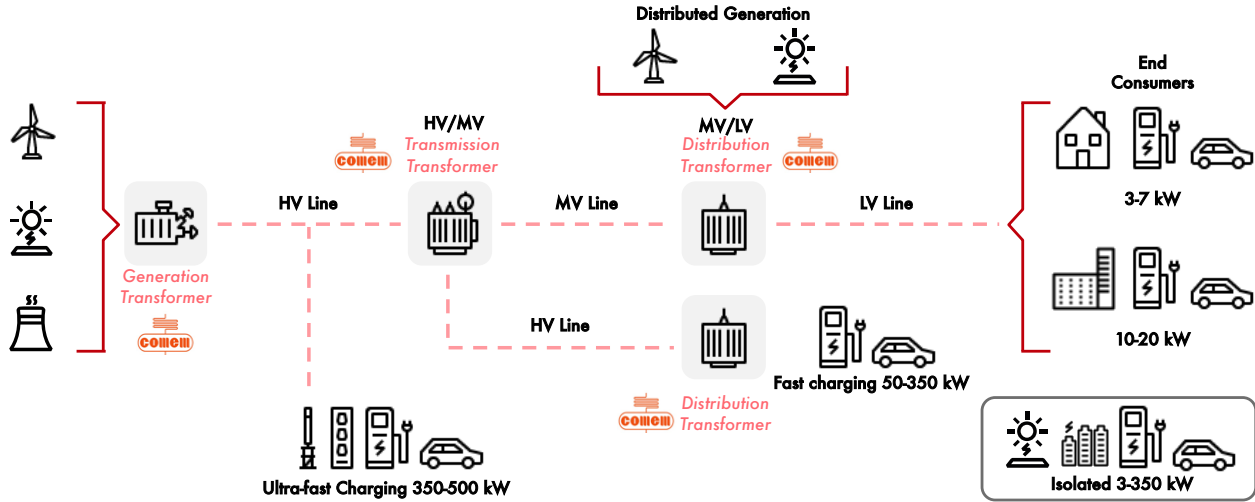 Distributed Generation
End
Consumers
HV/MV
Transmission
Transformer
comem
MV/LV
Distribution
Transformer
comem
3-7 kW
HV Line
MV Line
LV Line
Generation
Transformer
comem
HV Line
10-20 kW
Fast charging 50-350 kW
comem
Distribution
Transformer
Ultra-fast Charging 350-500 kW
Isolated 3-350 kW